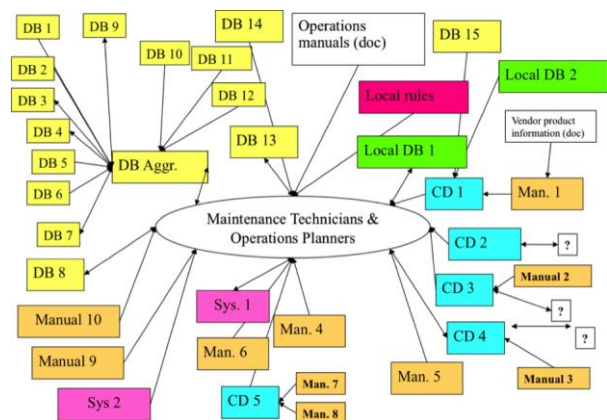 DB 1
DB 9
DB 14
Operations
manuals (doc)
DB 15
DB 2
DB 10
DB 11
Local DB 2
DB 3
DB 12
Local rules
Vendor product
information (doc)
DB 4
DB 13
Local DB 1
DB 5
DB Aggr.
DB 6
CD 1
Man. 1
DB 7
Maintenance Technicians &
Operations Planners
CD 2
?
DB 8
CD 3
Manual 2
Sys. 1
?
Manual 10
Man. 4
CD 4
?
Manual 9
Man. 6
Man. 5
Manual 3
Sys 2
CD 5
Man. 7
Man. 8